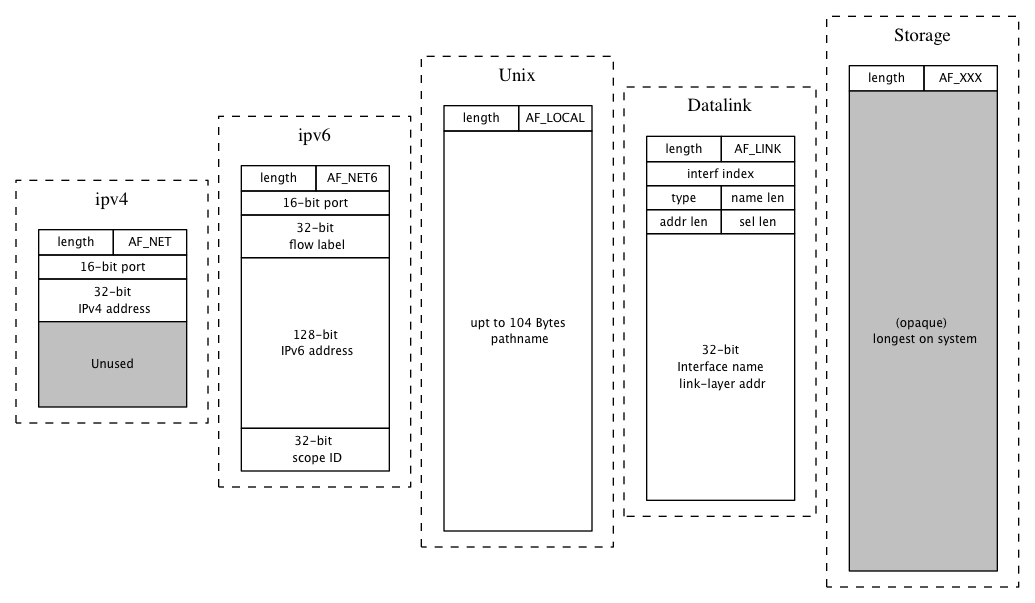 ipv4
length AF_NET
16-bit port
32-bit
IPv4 address
Unused
ipv6
length AF_NET6
16-bit port
32-bit
flow label
128-bit
IPv6 address
32-bit
scope ID
Unix
length AF_LOCAL
upt to 104 Bytes
pathname
Datalink
length AF_LINK
interf index
type name len
addr len sel len
32-bit
Interface name
link-layer addr
Storage
length AF_XXX
(opaque)
longest on system